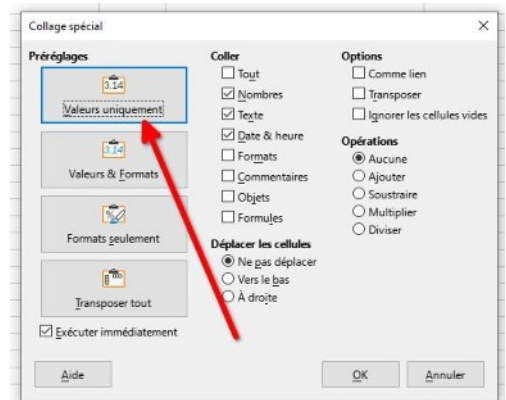 Collage spécial
Préréglages
3.14
Valeurs uniquement
3.14
Valeurs & Formats
Formats seulement
Transposer tout
Exécuter immédiatement
Coller
Tout
Nombres
Texte
Date & heure
Formats
Commentaires
Objets
Formules
Déplacer les cellules
Ne pas déplacer
Vers le bas
À droite
Options
Comme lien
Transposer
Ignorer les cellules vides
Opérations
Aucune
Ajouter
Soustraire
Multiplier
Diviser
Aide
OK
Annuler